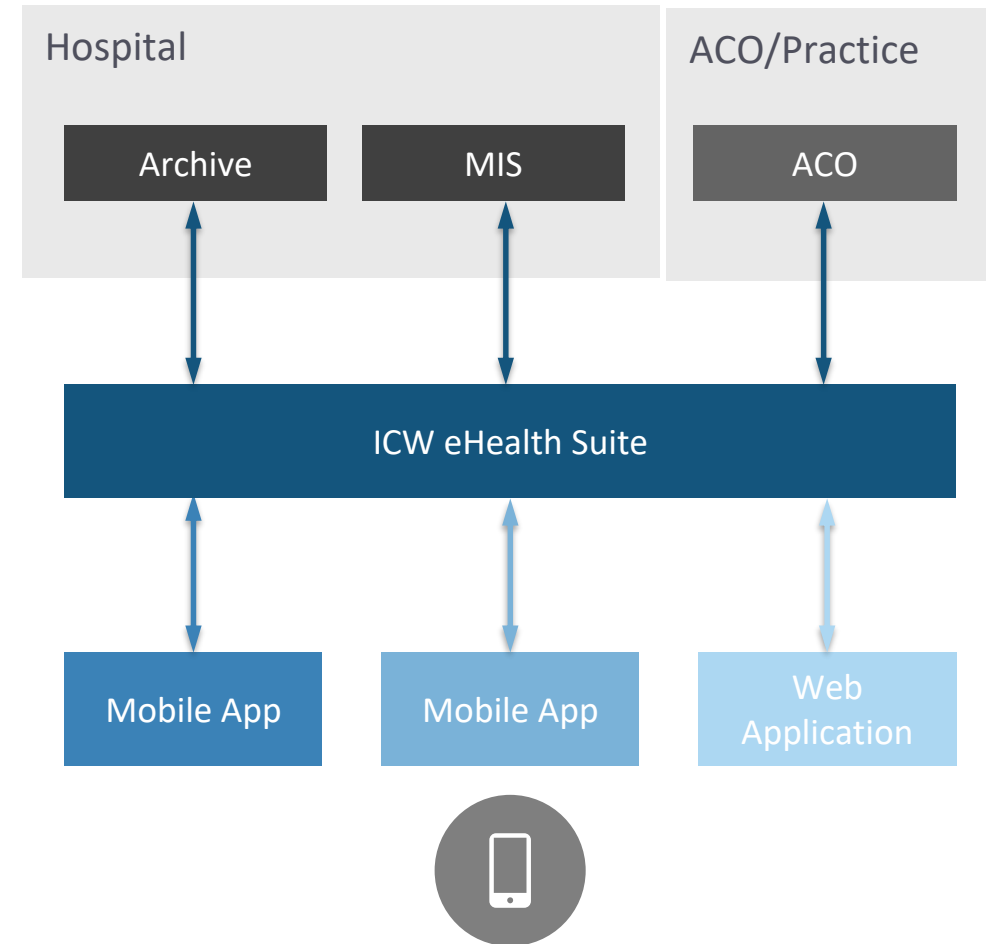 Hospital
ACO/Practice
Archive
MIS
ACO
ICW eHealth Suite
Mobile App
Mobile App
Web
Application